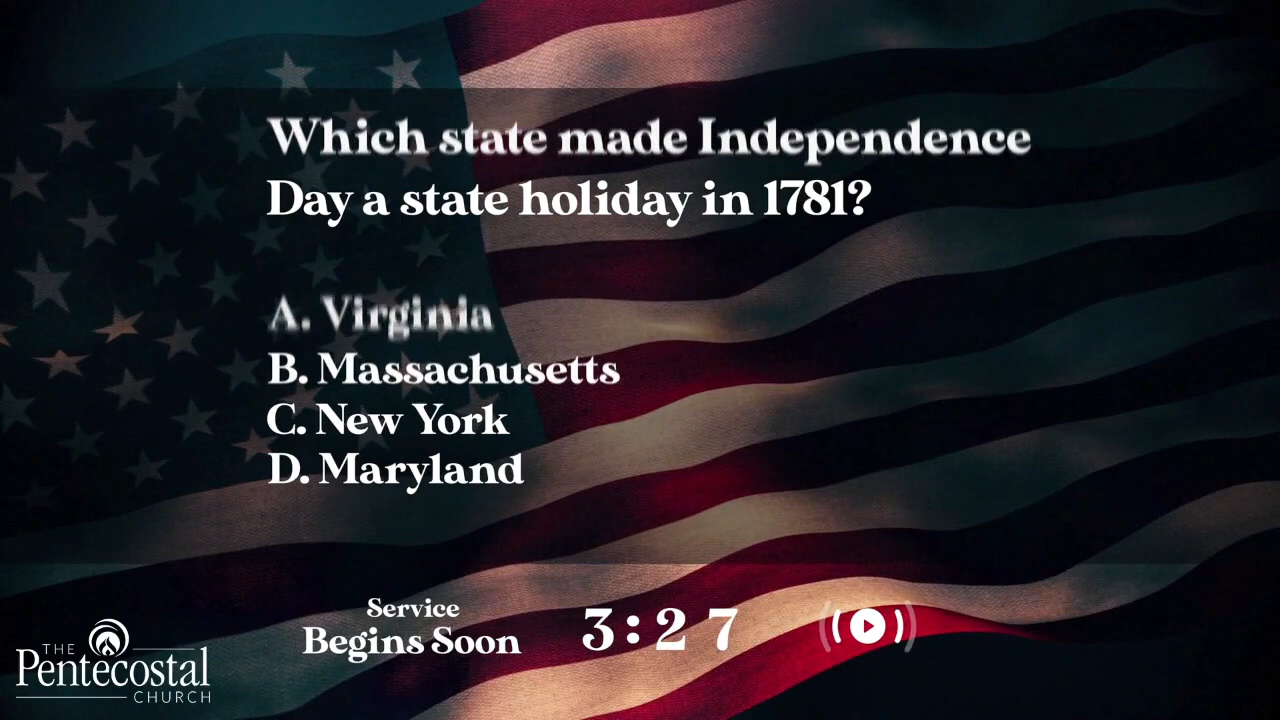 Which state made Independence
Day a state holiday in 1781?
A. Virginia
B. Massachusetts
C. New York
D. Maryland
Service
Begins Soon
3:27
THE
Pentecostal
CHURCH